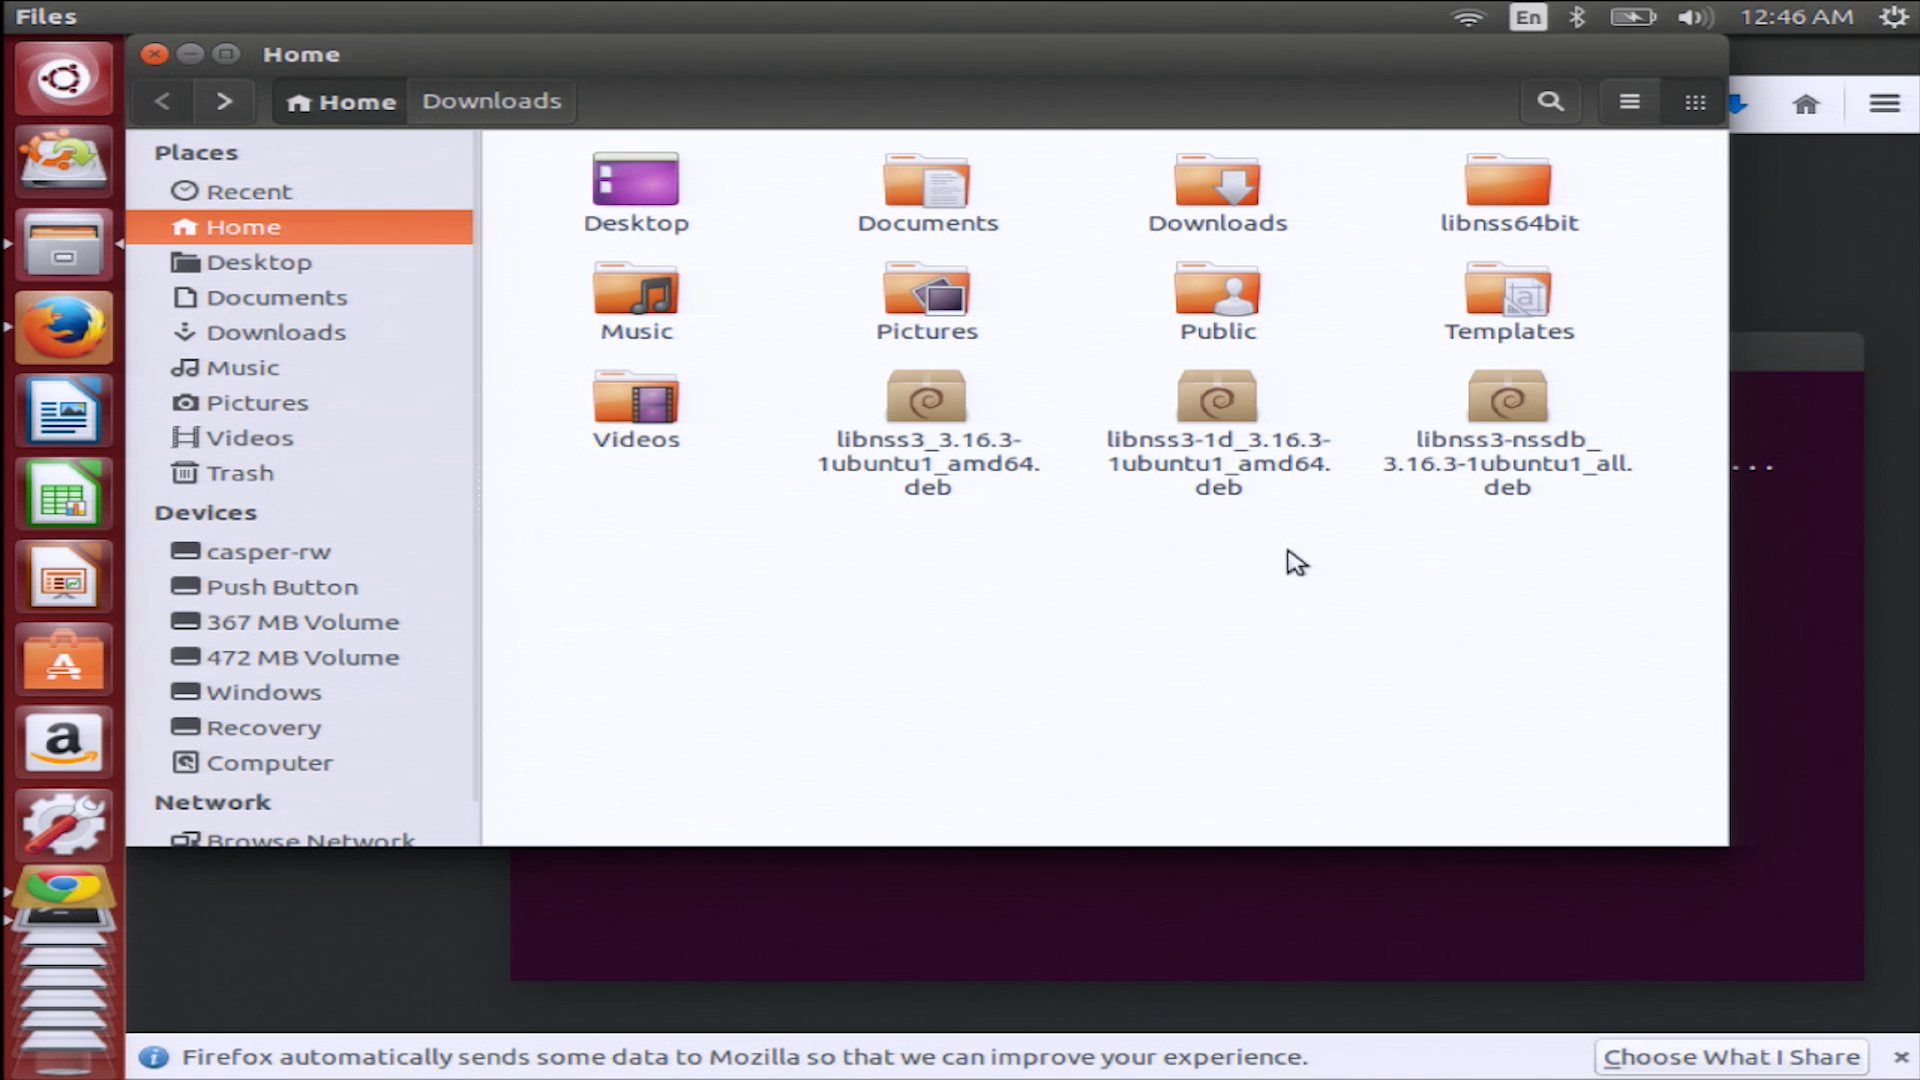 Files
En
12:46 AM
Home
Home
Downloads
Places
Recent
Home
Desktop
Documents
Downloads
Music
Pictures
Videos
Trash
Devices
casper-rw
Push Button
367 MB Volume
472 MB Volume
Windows
Recovery
Computer
Network
Browse Network
Desktop
Documents
Downloads
libnss64bit
Music
Pictures
Public
Templates
Videos
libnss3_3.16.3-
1ubuntu1_amd64.
deb
libnss3-1d_3.16.3-
1ubuntu1_amd64.
deb
libnss3-nssdb_
3.16.3-1ubuntu1_all.
deb
...
Firefox automatically sends some data to Mozilla so that we can improve your experience.
Choose What I Share